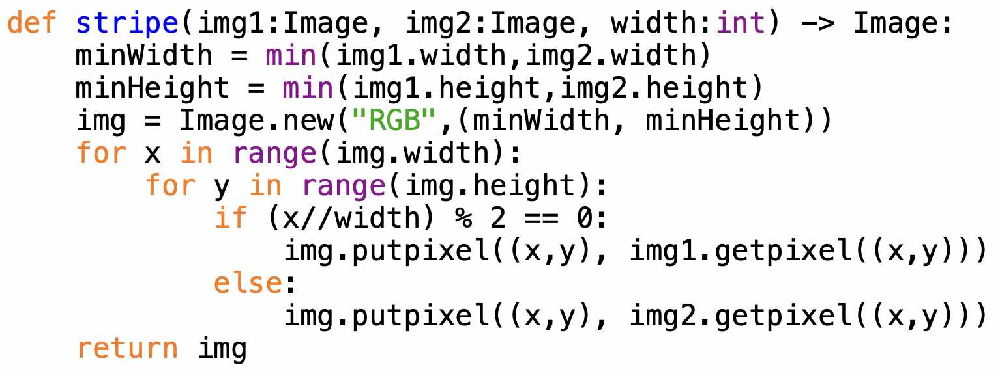 def stripe(img1:Image, img2:Image, width:int) -> Image:
    minWidth = min(img1.width,img2.width)
    minHeight = min(img1.height,img2.height)
    img = Image.new("RGB",(minWidth, minHeight))
    for x in range(img.width):
        for y in range(img.height):
            if (x//width) % 2 == 0:
                img.putpixel((x,y), img1.getpixel((x,y)))
            else:
                img.putpixel((x,y), img2.getpixel((x,y)))
    return img